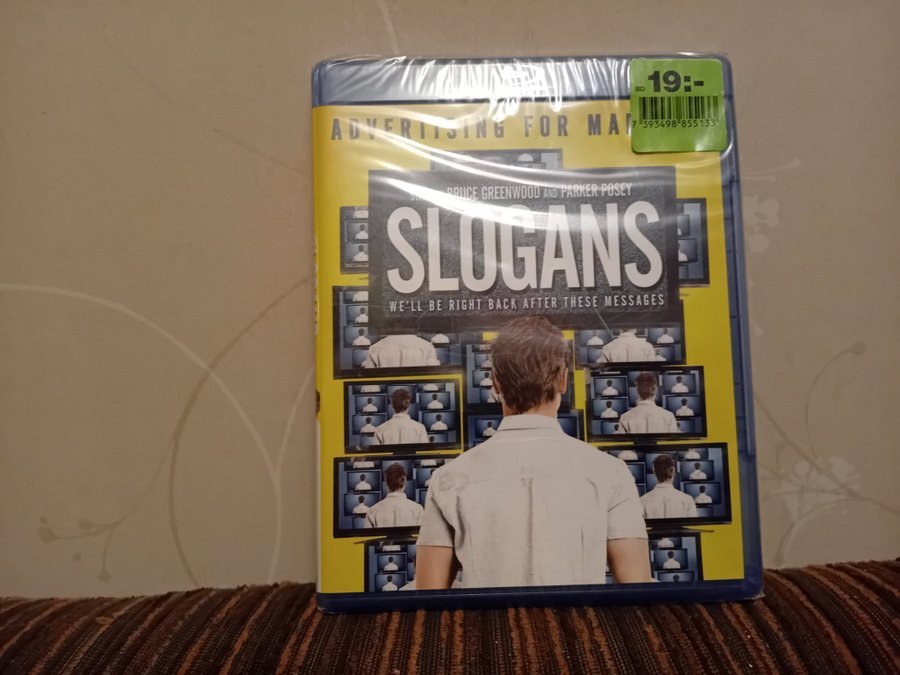 19:-
7 393498 855133
ADVERTISING FOR
BRUCE GREENWOOD AND PARKER POSEY
SLOGANS
WE'LL BE RIGHT BACK AFTER THESE MESSAGES